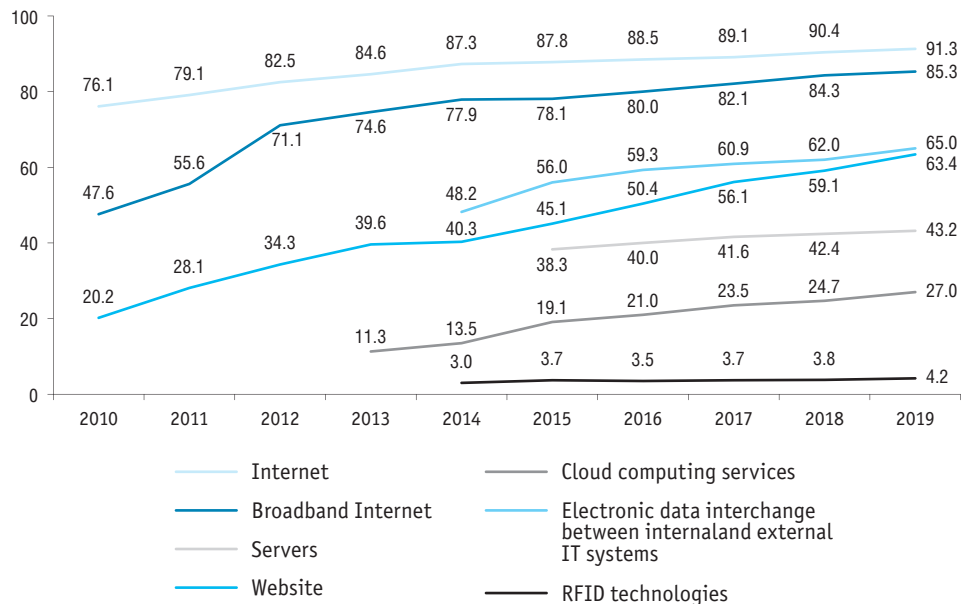 100
80
60
40
20
0
76.1 79.1 82.5 84.6 87.3 87.8 88.5 89.1 90.4 91.3
47.6 55.6 71.1 74.6 77.9 78.1 80.0 82.1 84.3 85.3
48.2 56.0 59.3 60.9 62.0 65.0
20.2 28.1 34.3 39.6 40.3 45.1 50.4 56.1 59.1 63.4
38.3 40.0 41.6 42.4 43.2
11.3 13.5 19.1 21.0 23.5 24.7 27.0
3.0 3.7 3.5 3.7 3.8 4.2
2010 2011 2012 2013 2014 2015 2016 2017 2018 2019
Internet
Broadband Internet
Servers
Website
Cloud computing services
Electronic data interchange
between internaland external
IT systems
RFID technologies